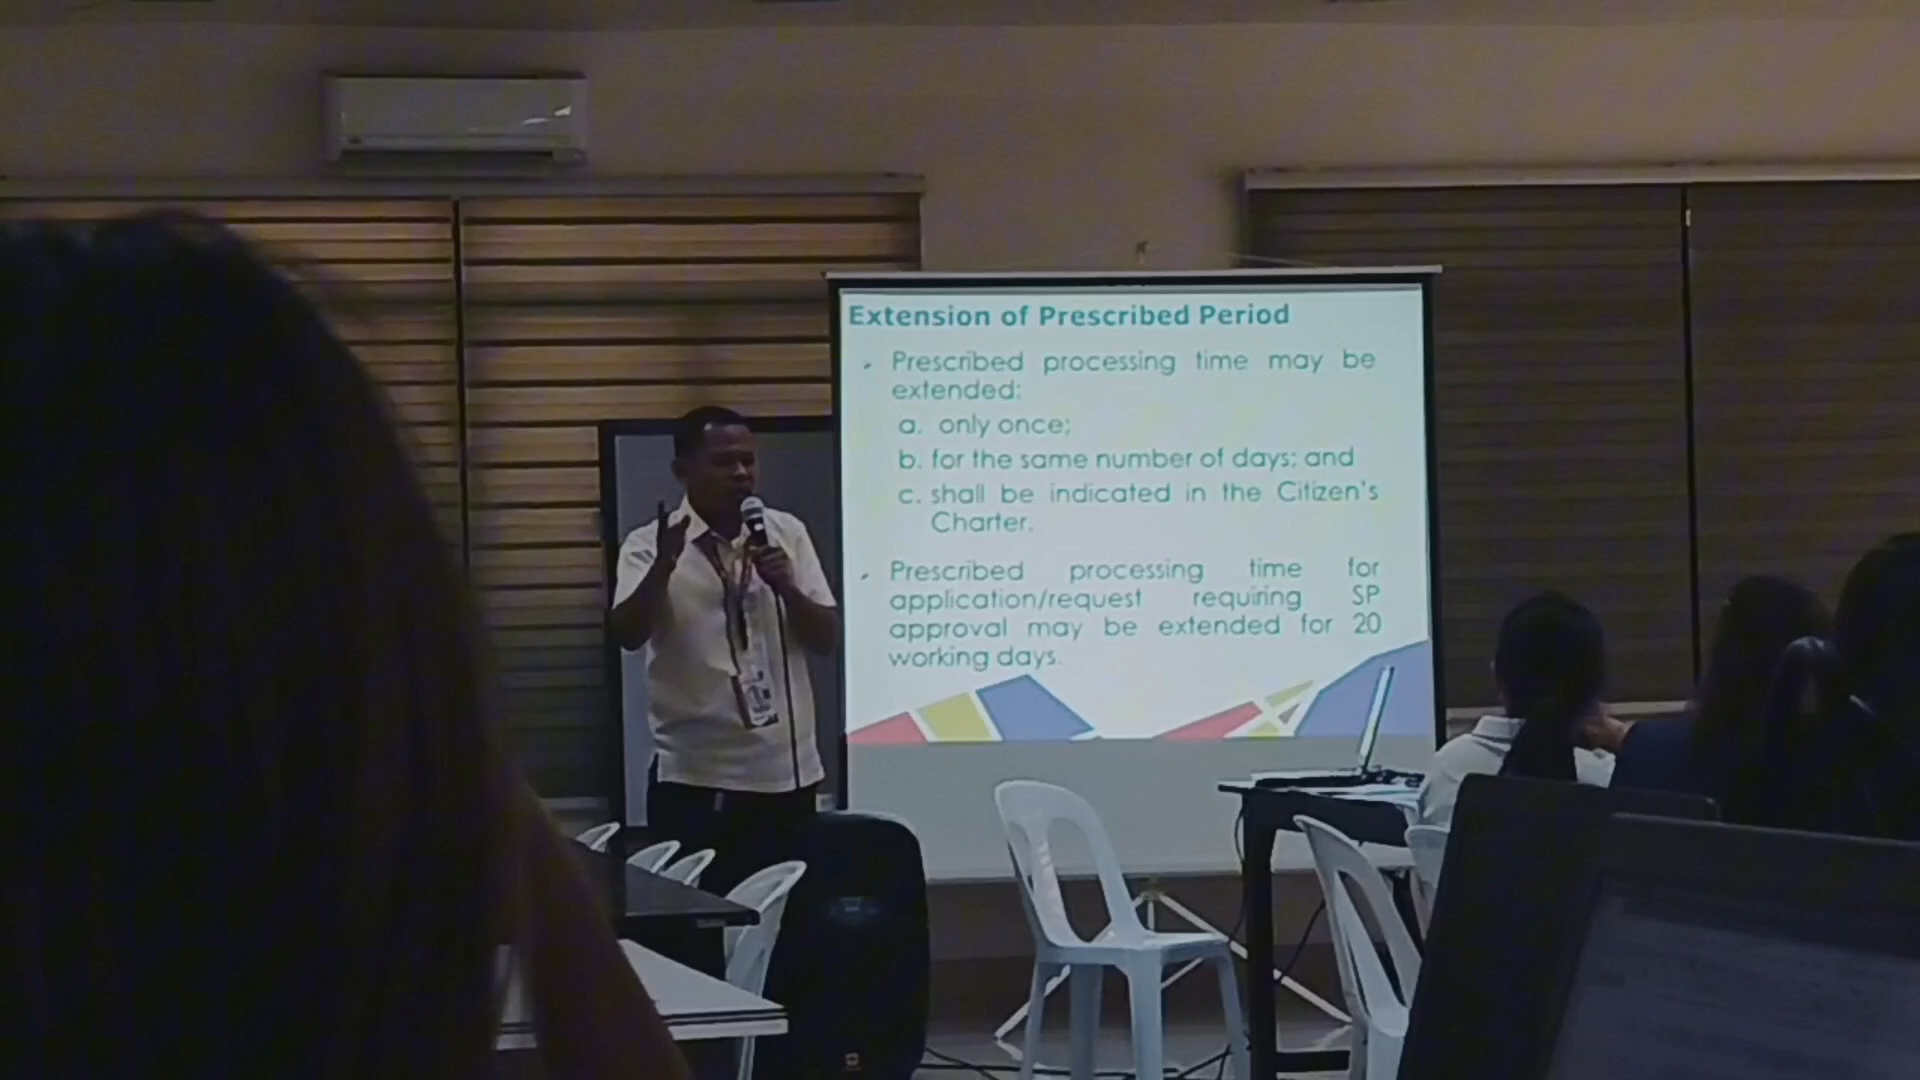 Extension of Prescribed Period
Prescribed processing time may be
extended:
a. only once;
b. for the same number of days; and
c. shall be indicated in the Citizen's
Charter.
Prescribed processing time for
application/request requiring SP
approval may be extended for 20
working days.